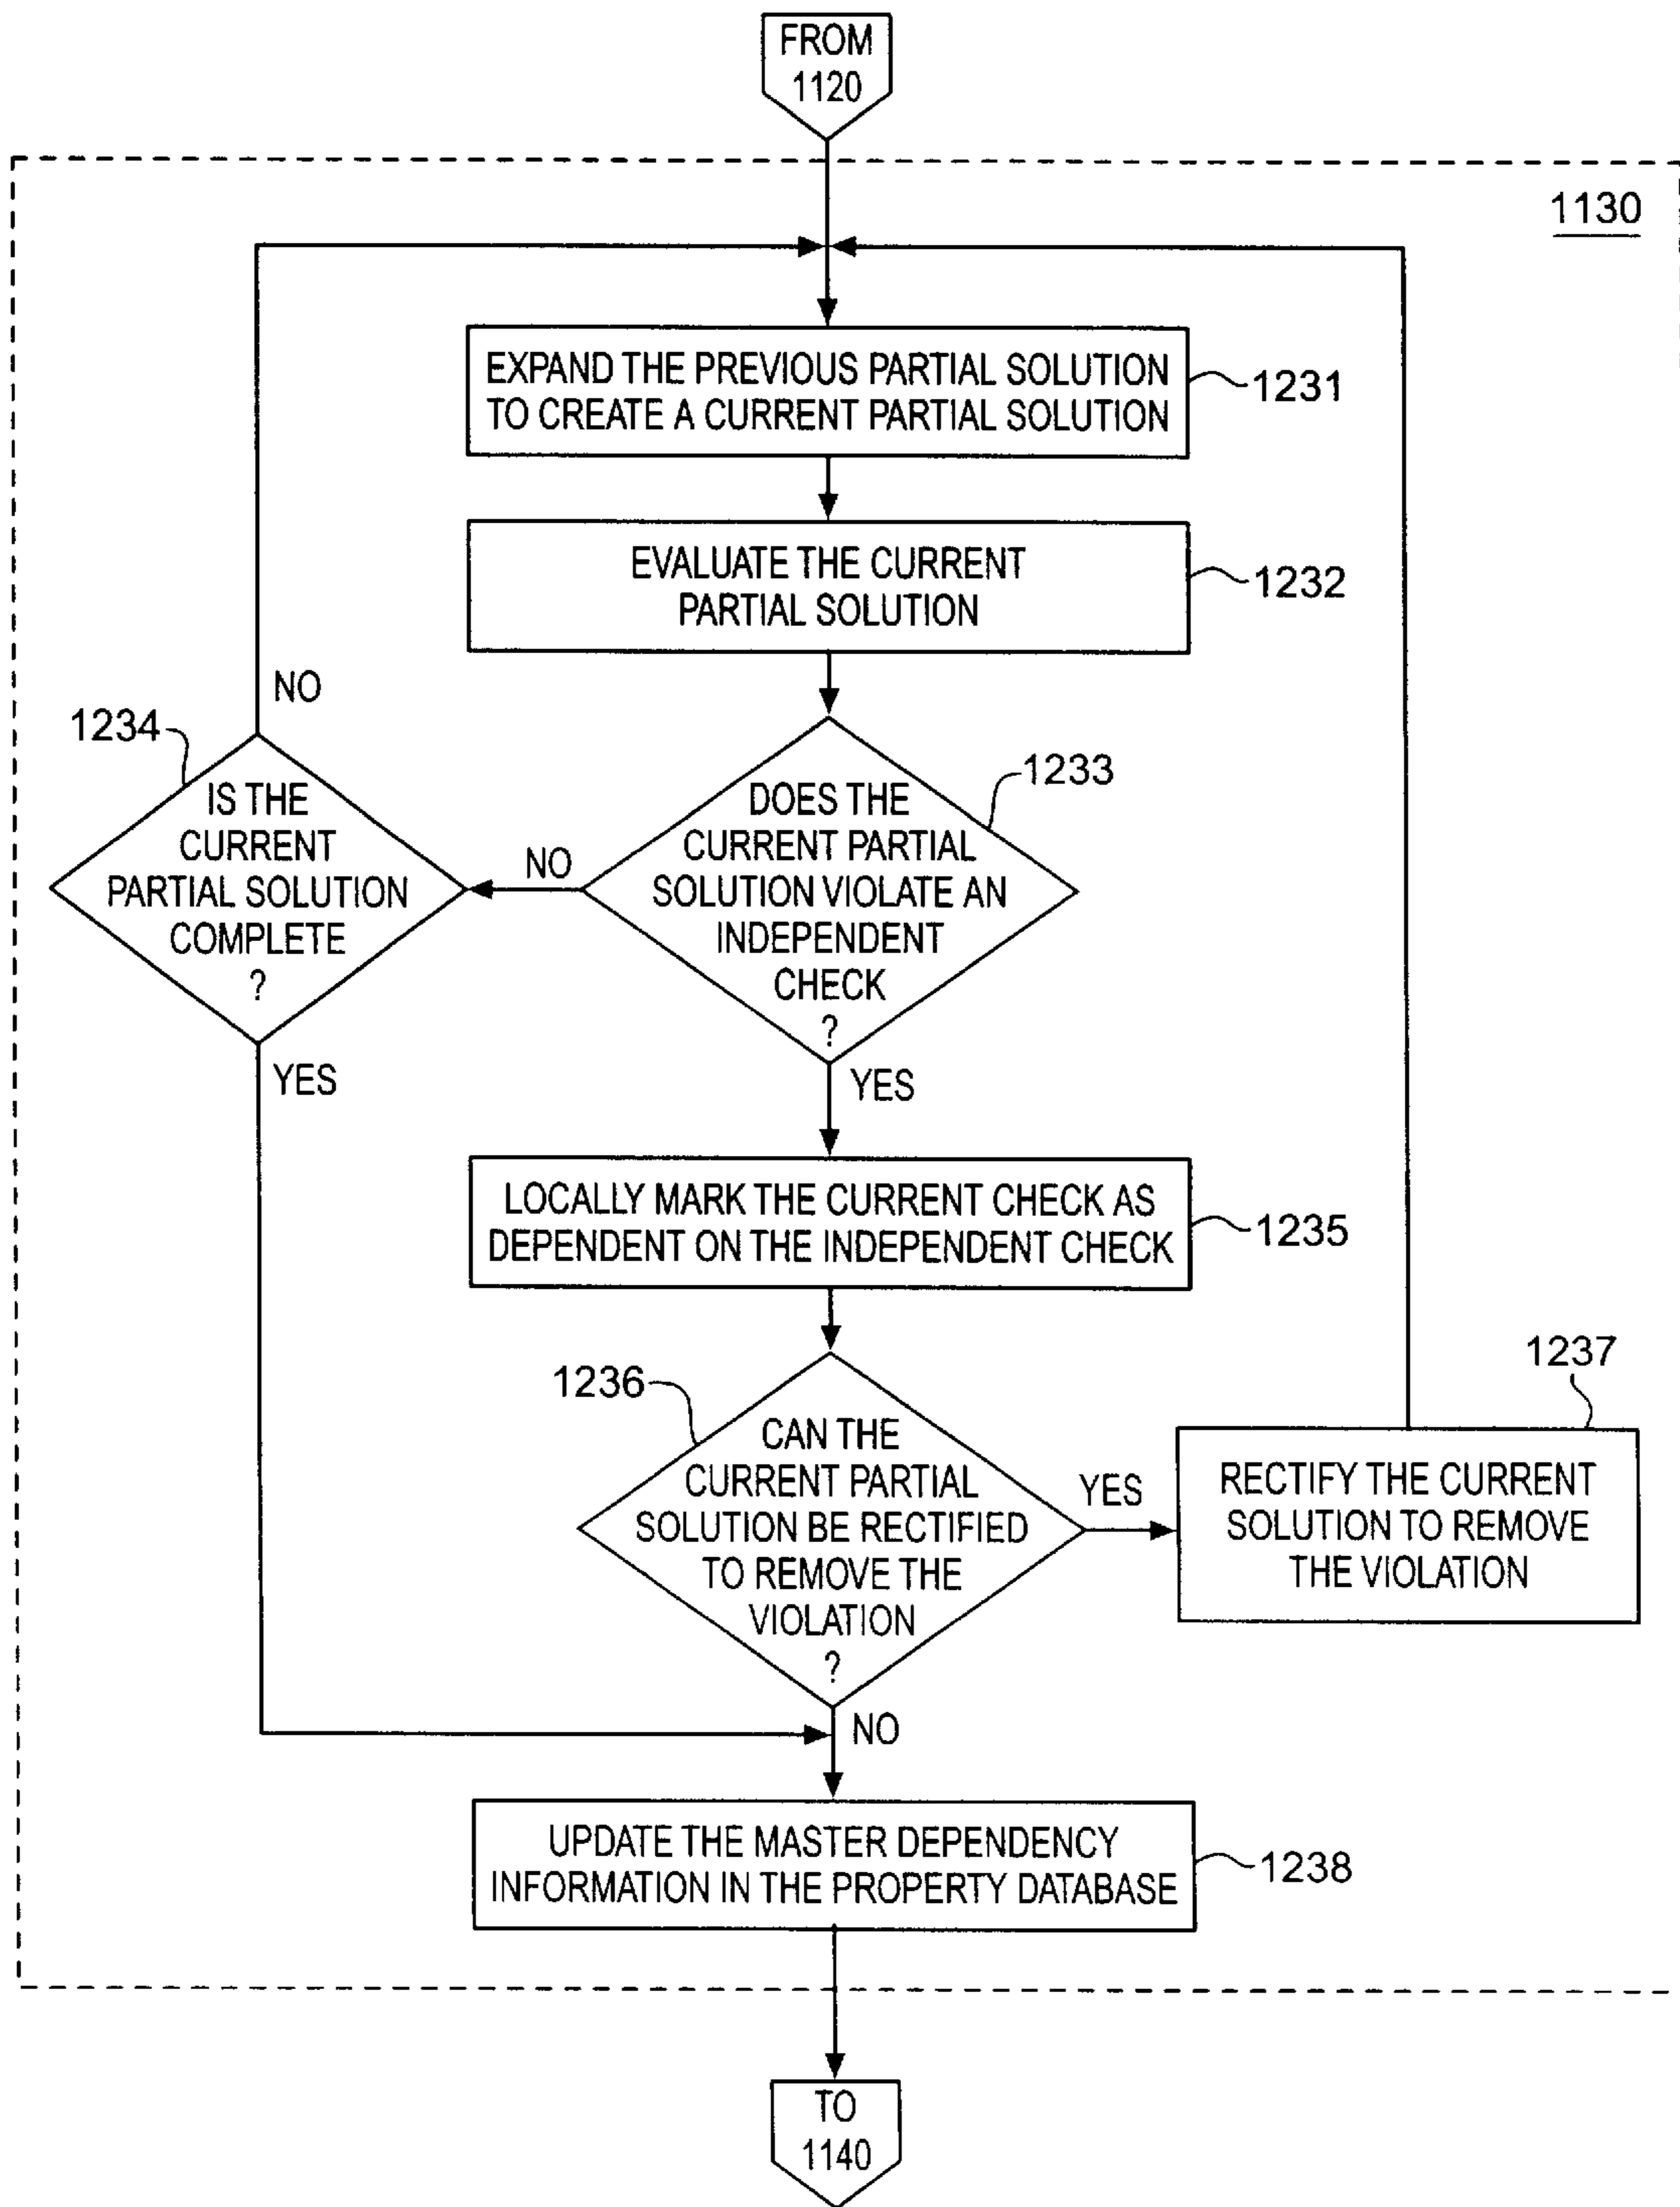 FROM
1120
1130
EXPAND THE PREVIOUS PARTIAL SOLUTION
TO CREATE A CURRENT PARTIAL SOLUTION
1231
EVALUATE THE CURRENT
PARTIAL SOLUTION
1232
NO
1234
IS THE
CURRENT
PARTIAL SOLUTION
COMPLETE
?
YES
NO
1233
DOES THE
CURRENT PARTIAL
SOLUTION VIOLATE AN
INDEPENDENT
CHECK
?
YES
LOCALLY MARK THE CURRENT CHECK AS
DEPENDENT ON THE INDEPENDENT CHECK
1235
1236
CAN THE
CURRENT PARTIAL
SOLUTION BE RECTIFIED
TO REMOVE THE
VIOLATION
?
YES
1237
RECTIFY THE CURRENT
SOLUTION TO REMOVE
THE VIOLATION
NO
UPDATE THE MASTER DEPENDENCY
INFORMATION IN THE PROPERTY DATABASE
1238
TO
1140